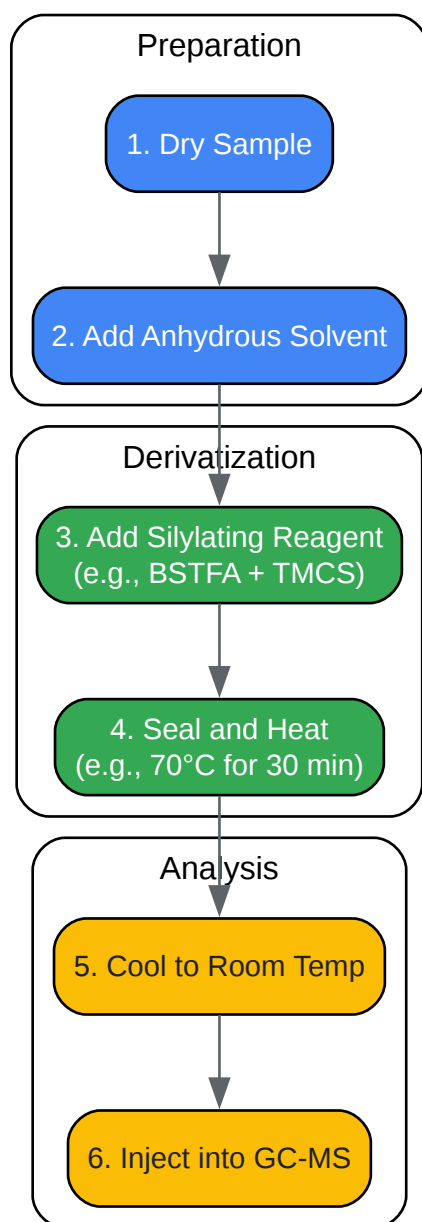 Preparation
1. Dry Sample
2. Add Anhydrous Solvent
Derivatization
3. Add Silylating Reagent
(e.g., BSTFA + TMCS)
4. Seal and Heat
(e.g., 70°C for 30 min)
Analysis
5. Cool to Room Temp
6. Inject into GC-MS